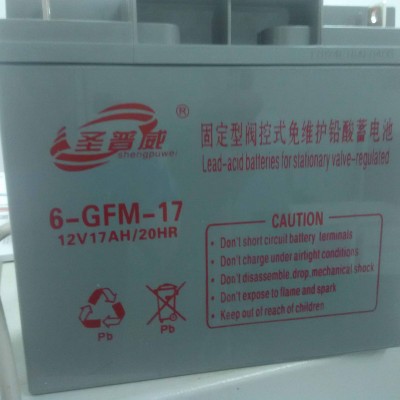 圣普威®
shengpuwei
固定型阀控式免维护铅酸蓄电池
Lead-acid batteries for stationary valve-regulated
6-GFM-17
12V17AH/20HR
CAUTION
• Don't short circuit battery terminals
• Don't charge under airtight conditions
• Don't disassemble,drop,mechanical shock
• Don't expose to flame and spark
• Keep out of reach of children
Pb
Pb